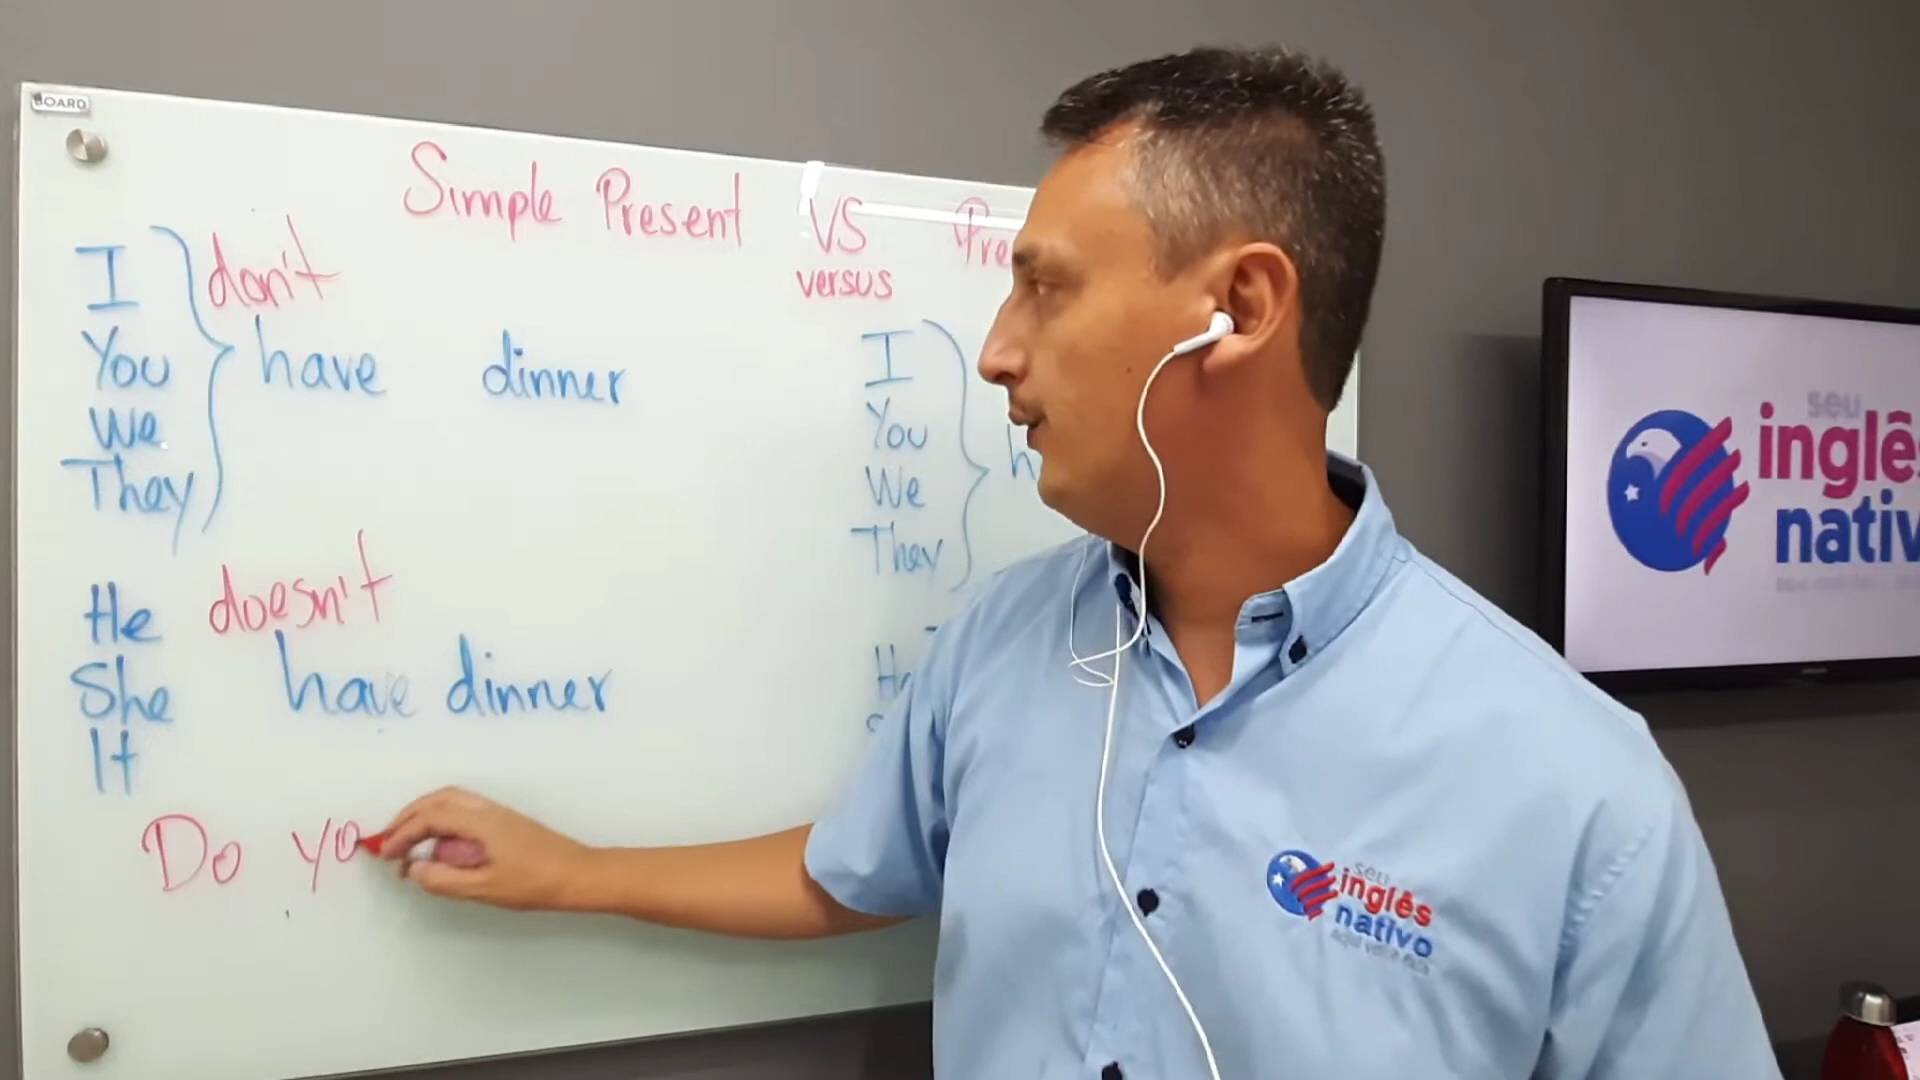 BOARD
Simple Present VS
versus
I don't
You have dinner
We
They
He doesn't
She have dinner
It
Do yo
I
You
We
They
seu
inglês
nativo